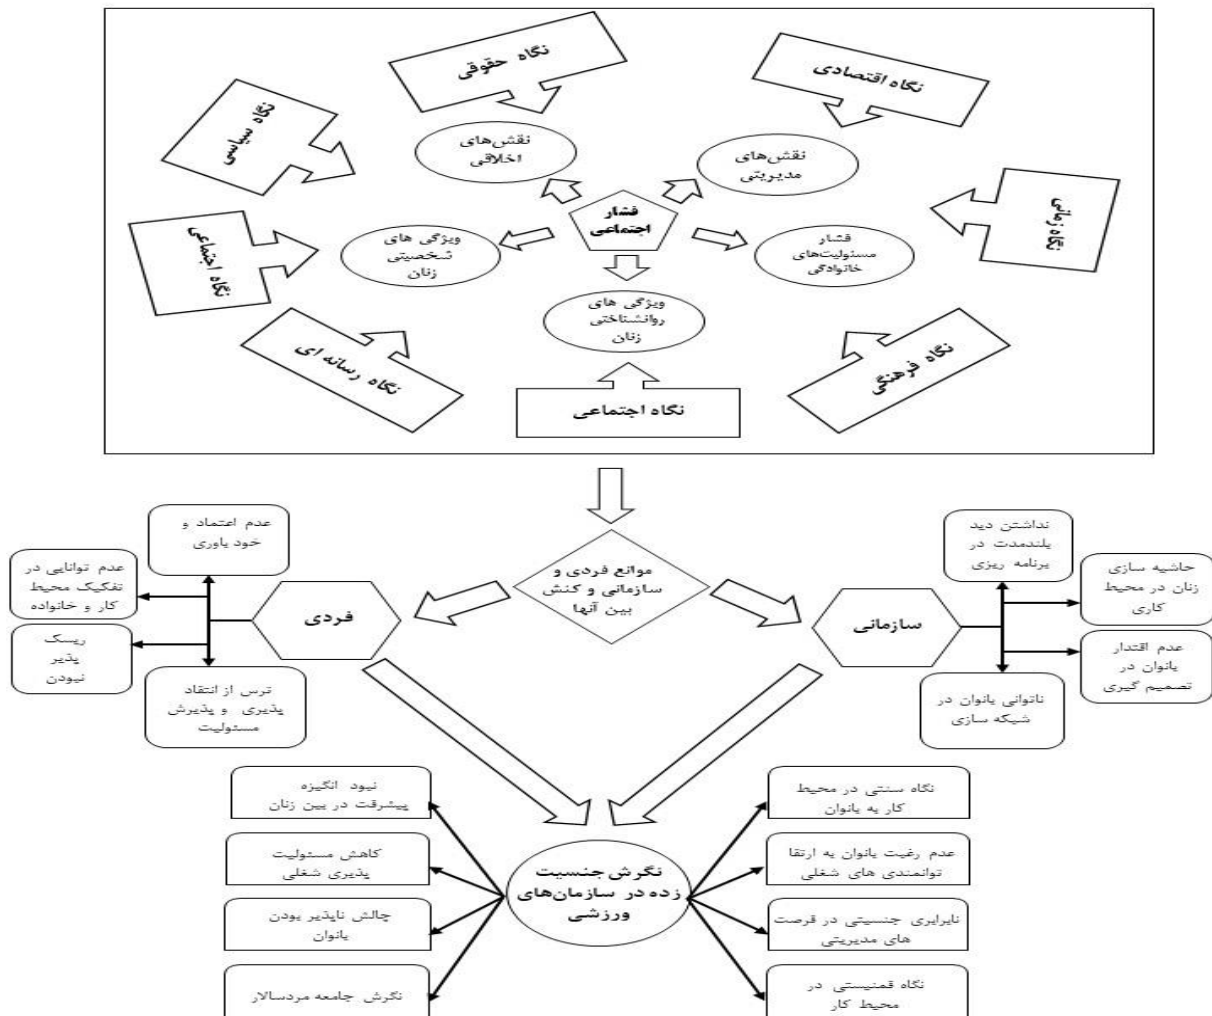 نگاه حقوقی
نگاه اقتصادی
نگاه سیاسی
نقش‌های
اخلاقی
نقش‌های
مدیریتی
نگاه زمانی
فشار
اجتماعی
نگاه اجتماعی
ویژگی های
شخصیتی
زنان
فشار
مسئولیت‌های
خانوادگی
ویژگی های
روانشناختی
زنان
نگاه رسانه ای
نگاه فرهنگی
نگاه اجتماعی
نداشتن دید
بلندمدت در
برنامه ریزی
عدم اعتماد و
خود باوری
حاشیه سازی
زنان در محیط
کاری
عدم توانایی در
تفکیک محیط
کار و خانواده
موانع فردی و
سازمانی و کنش
بین آنها
سازمانی
فردی
عدم اقتدار
بانوان در
تصمیم گیری
ریسک
پذیر
نبودن
ناتوانی بانوان در
شبکه سازی
ترس از انتقاد
پذیری و پذیرش
مسئولیت
نگاه سنتی در محیط
کار به بانوان
نبود انگیزه
پیشرفت در بین زنان
عدم رغبت بانوان به ارتقا
توانمندی های شغلی
کاهش مسئولیت
پذیری شغلی
نگرش جنسیت
زده در سازمان‌های
ورزشی
نابرابری جنسیتی در فرصت
های مدیریتی
چالش ناپذیر بودن
بانوان
نگاه فمنیستی در
محیط کار
نگرش جامعه مردسالار